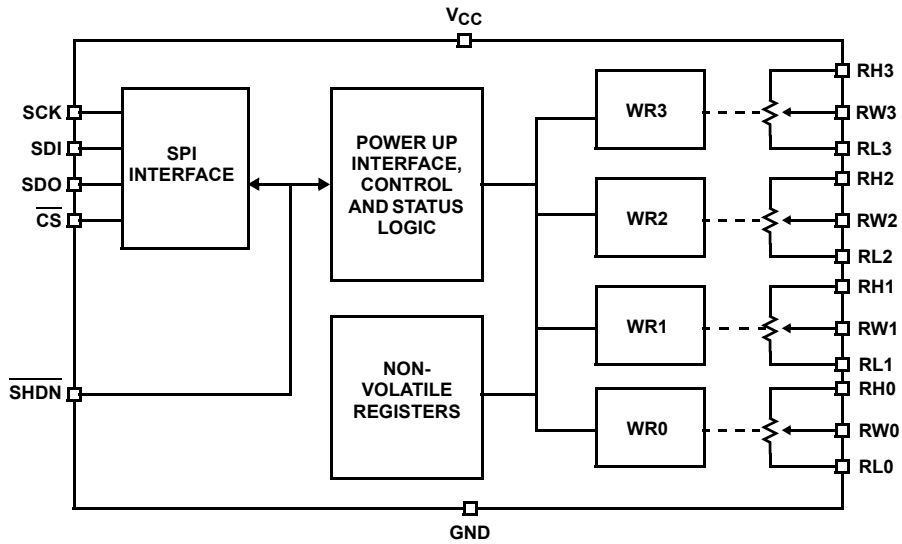 VCC
SCK
SDI
SDO
CS
SHDN
SPI
INTERFACE
POWER UP
INTERFACE,
CONTROL
AND STATUS
LOGIC
NON-
VOLATILE
REGISTERS
WR3
WR2
WR1
WR0
RH3
RW3
RL3
RH2
RW2
RL2
RH1
RW1
RL1
RH0
RW0
RL0
GND